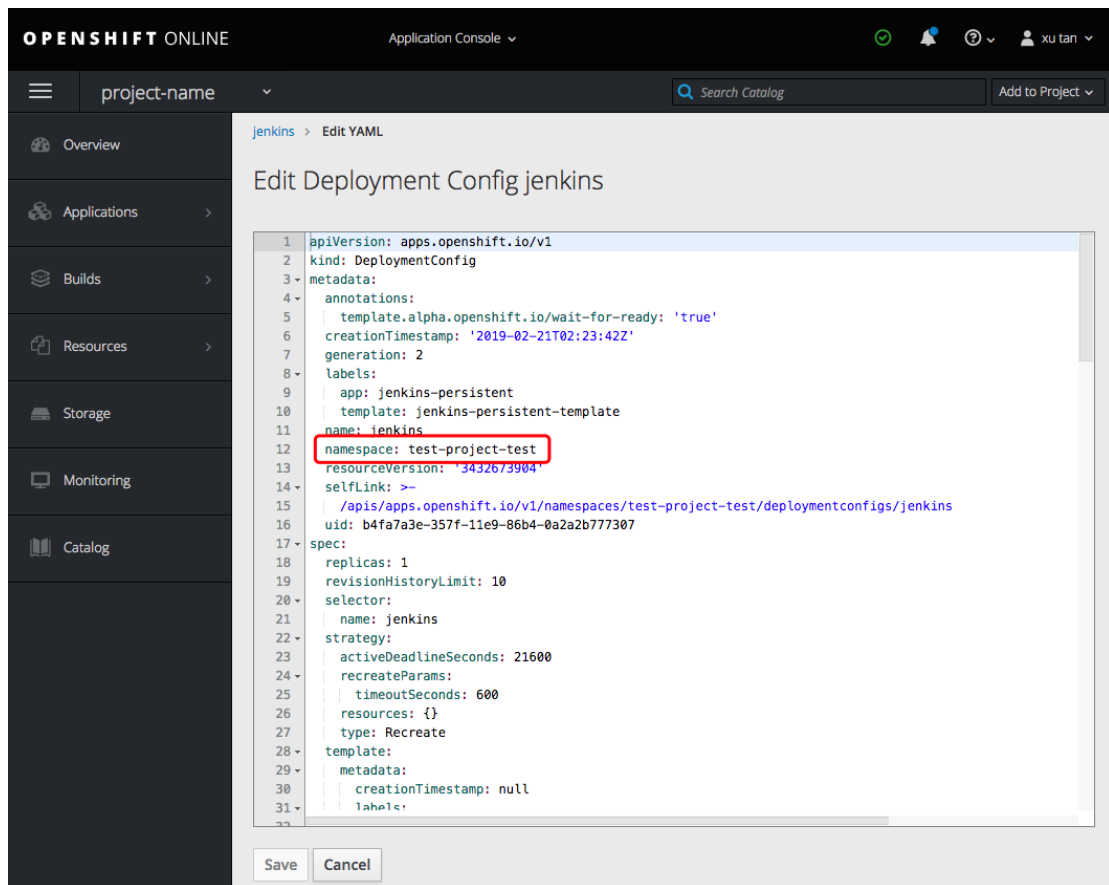 OPENSHIFT ONLINE
Application Console
xu tan
project-name
Search Catalog
Add to Project
Overview
Applications
Builds
Resources
Storage
Monitoring
Catalog
jenkins > Edit YAML
Edit Deployment Config jenkins
1 apiVersion: apps.openshift.io/v1
2 kind: DeploymentConfig
3 metadata:
4 annotations:
5 template.alpha.openshift.io/wait-for-ready: 'true'
6 creationTimestamp: '2019-02-21T02:23:42Z'
7 generation: 2
8 labels:
9 app: jenkins-persistent
10 template: jenkins-persistent-template
11 name: jenkins
12 namespace: test-project-test
13 resourceVersion: '3432673904'
14 selfLink: >-
15 /apis/apps.openshift.io/v1/namespaces/test-project-test/deploymentconfigs/jenkins
16 uid: b4fa7a3e-357f-11e9-86b4-0a2a2b777307
17 spec:
18 replicas: 1
19 revisionHistoryLimit: 10
20 selector:
21 name: jenkins
22 strategy:
23 activeDeadlineSeconds: 21600
24 recreateParams:
25 timeoutSeconds: 600
26 resources: {}
27 type: Recreate
28 template:
29 metadata:
30 creationTimestamp: null
31 labels:
32
Save
Cancel